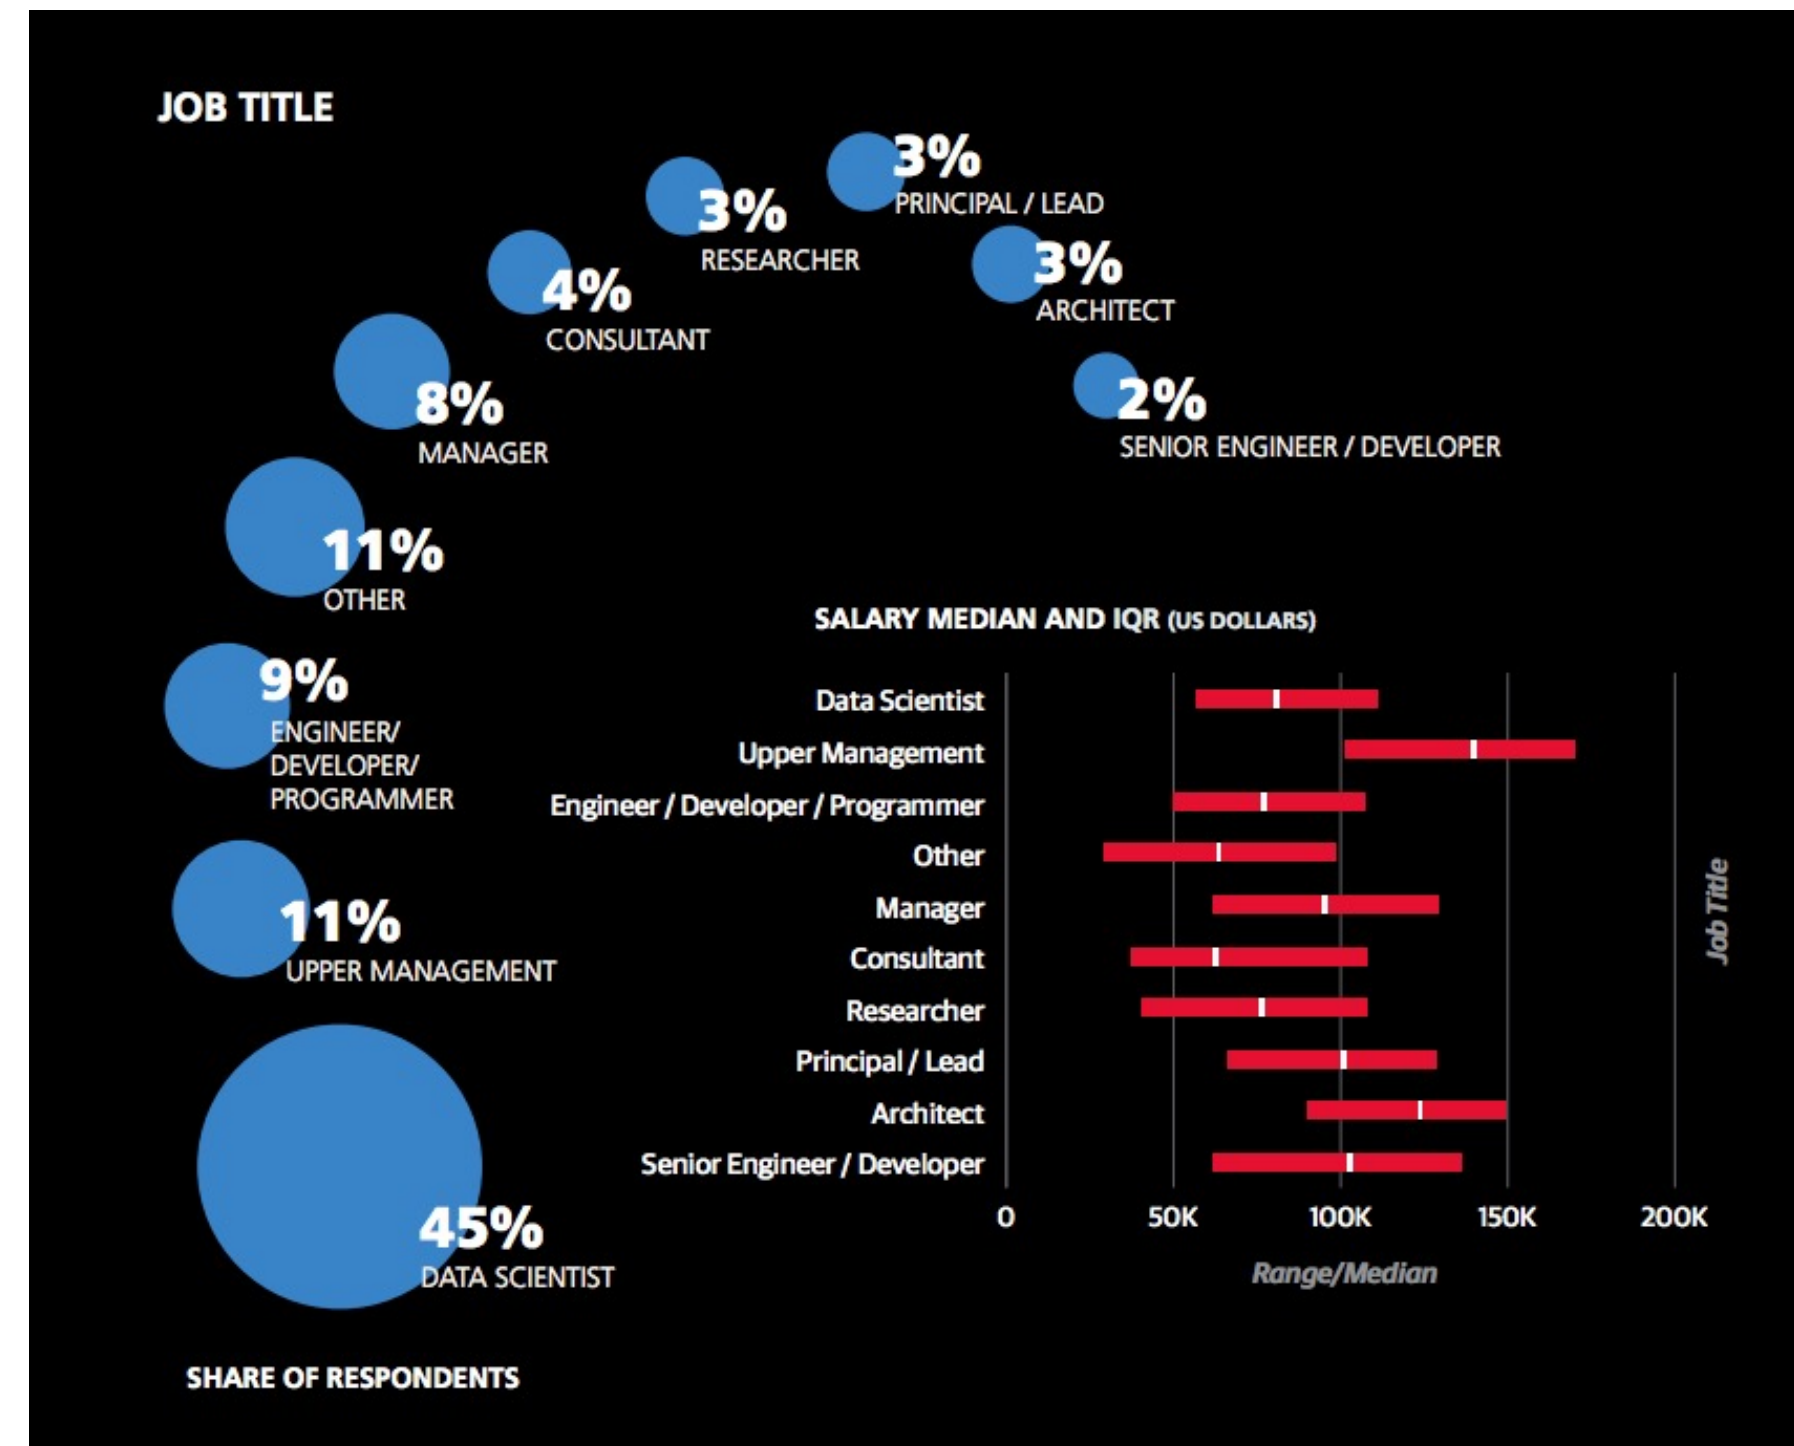 JOB TITLE
3%
PRINCIPAL / LEAD
3%
RESEARCHER
3%
ARCHITECT
4%
CONSULTANT
2%
SENIOR ENGINEER / DEVELOPER
8%
MANAGER
11%
OTHER
9%
ENGINEER/
DEVELOPER/
PROGRAMMER
11%
UPPER MANAGEMENT
45%
DATA SCIENTIST
SHARE OF RESPONDENTS
SALARY MEDIAN AND IQR (US DOLLARS)
Data Scientist
Upper Management
Engineer / Developer / Programmer
Other
Manager
Consultant
Researcher
Principal / Lead
Architect
Senior Engineer / Developer
0 50K 100K 150K 200K
Range/Median
Job Title